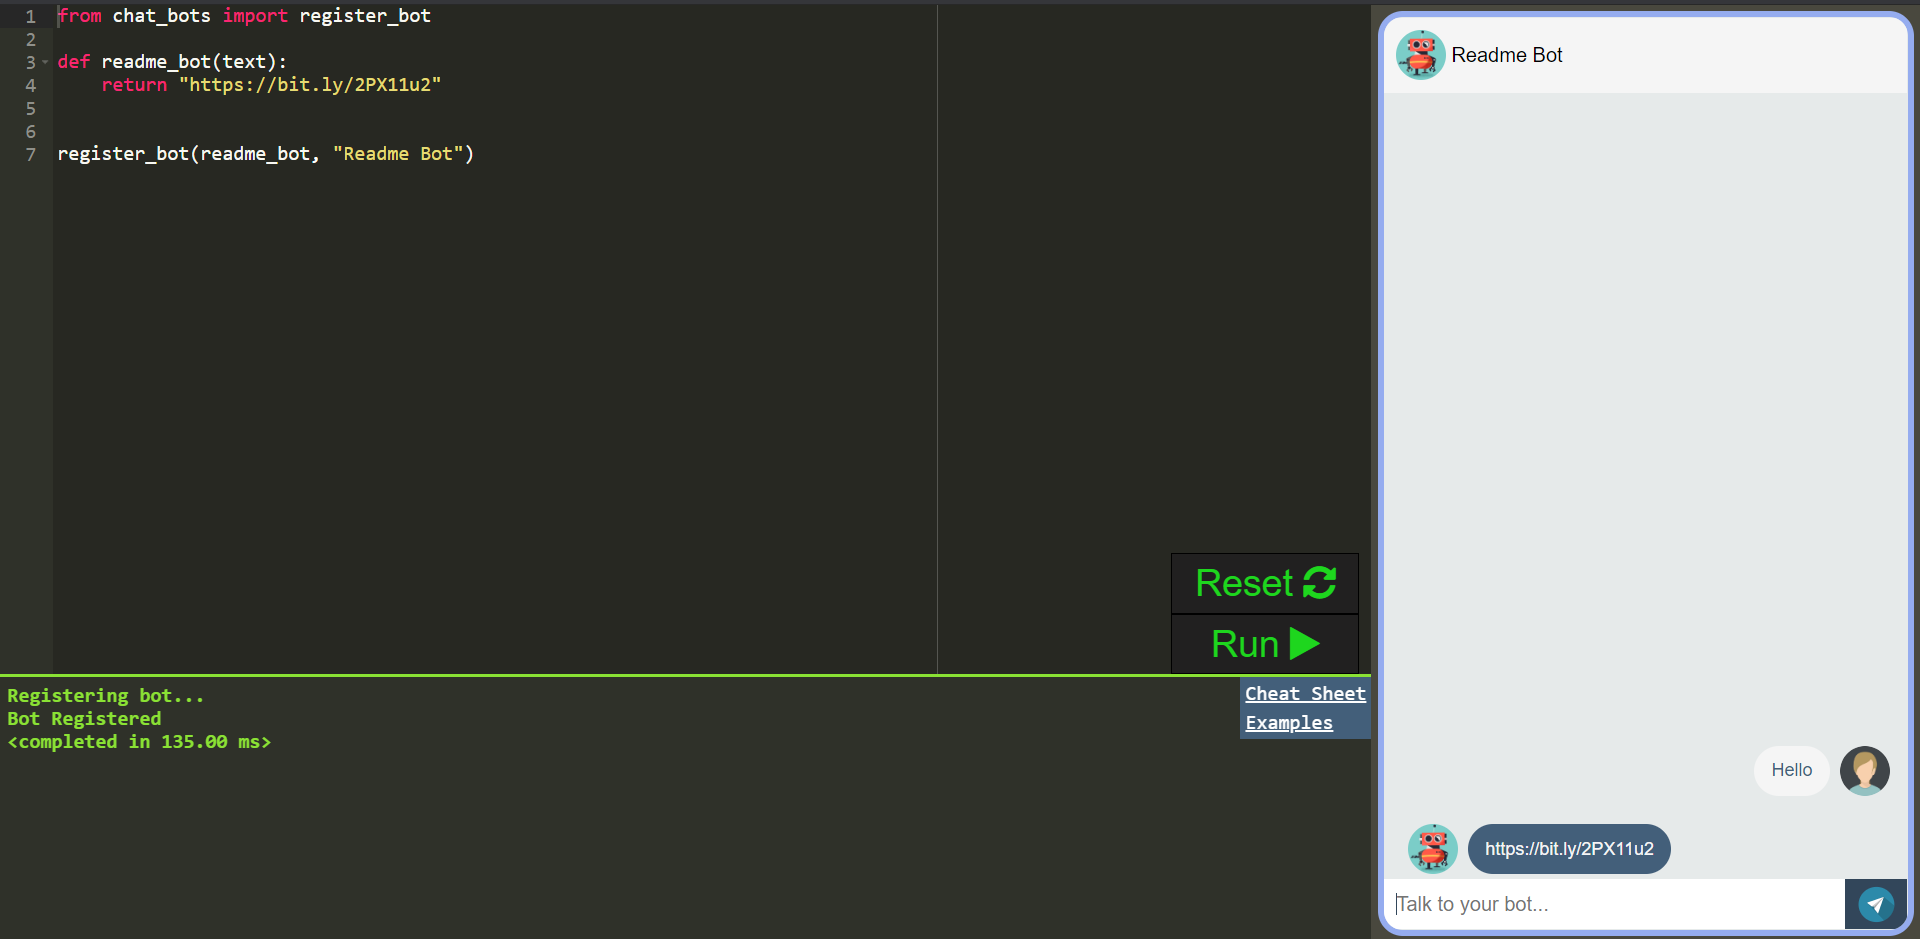 1 from chat_bots import register_bot
2
3 def readme_bot(text):
4     return "https://bit.ly/2PX11u2"
5
6
7 register_bot(readme_bot, "Readme Bot")
Reset
Run
Registering bot...
Bot Registered
<completed in 135.00 ms>
Cheat Sheet
Examples
Readme Bot
Hello
https://bit.ly/2PX11u2
Talk to your bot...